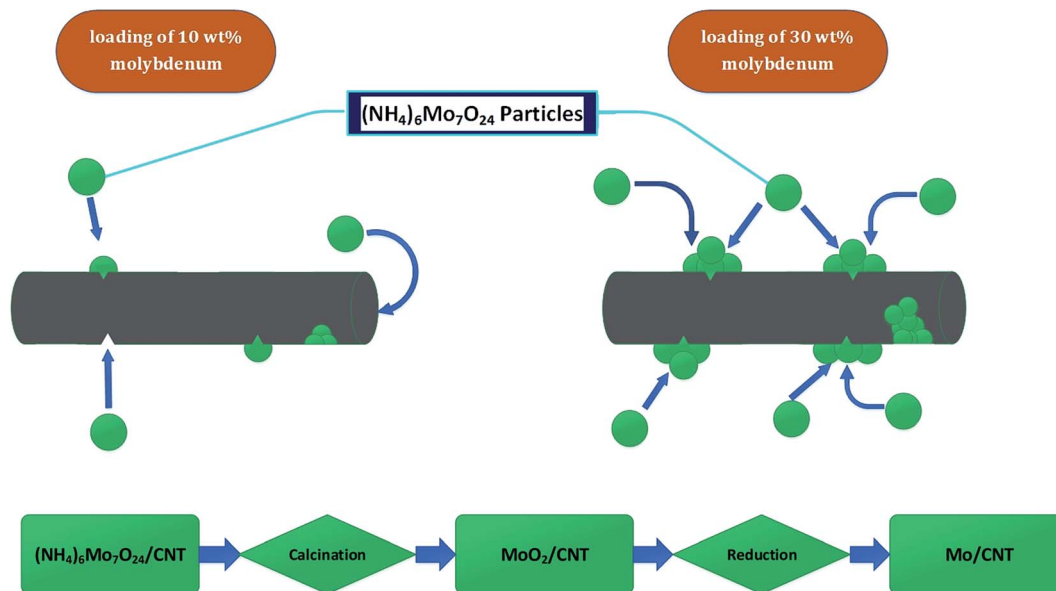 loading of 10 wt%
molybdenum
loading of 30 wt%
molybdenum
(NH₄)₆Mo₇O₂₄ Particles
(NH₄)₆Mo₇O₂₄/CNT
Calcination
MoO₂/CNT
Reduction
Mo/CNT